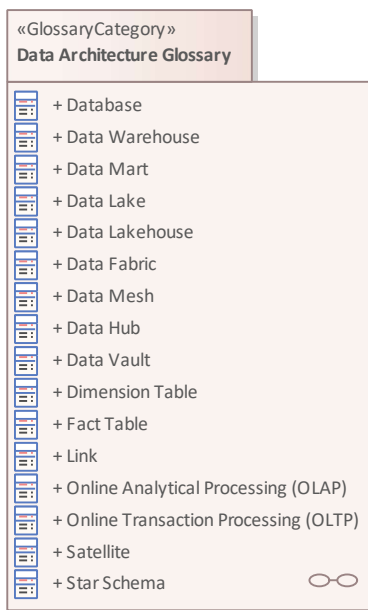 «GlossaryCategory»
Data Architecture Glossary
+ Database
+ Data Warehouse
+ Data Mart
+ Data Lake
+ Data Lakehouse
+ Data Fabric
+ Data Mesh
+ Data Hub
+ Data Vault
+ Dimension Table
+ Fact Table
+ Link
+ Online Analytical Processing (OLAP)
+ Online Transaction Processing (OLTP)
+ Satellite
+ Star Schema